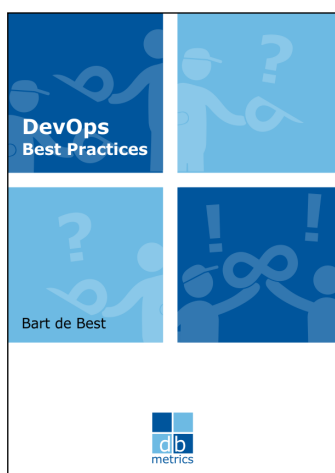 DevOps
Best Practices
?
?
! !
Bart de Best
db
metrics